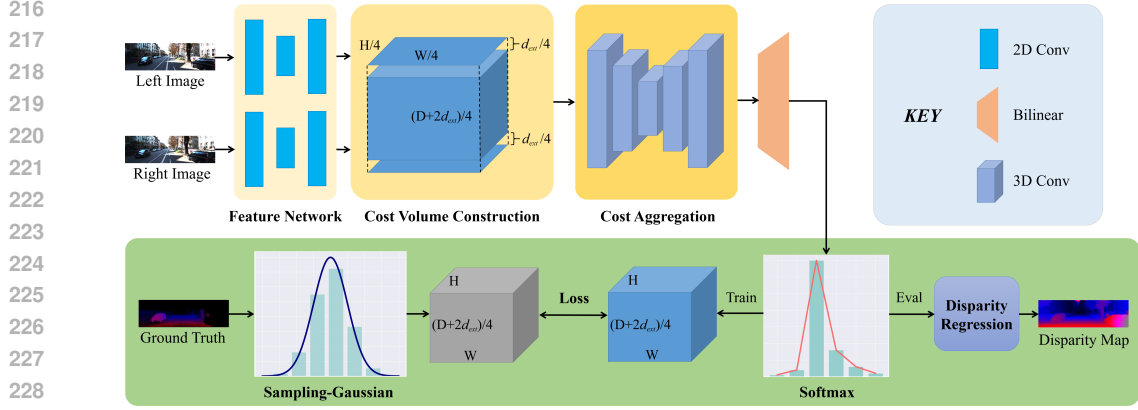 216
217
218
219
220
221
222
223
224
225
226
227
228
Left Image
Right Image
Feature Network
H/4
W/4
d_ext/4
(D+2d_ext)/4
d_ext/4
Cost Volume Construction
Cost Aggregation
KEY
2D Conv
Bilinear
3D Conv
Ground Truth
Sampling-Gaussian
H
(D+2d_ext)/4
W
Loss
H
(D+2d_ext)/4
W
Train
Softmax
Eval
Disparity
Regression
Disparity Map